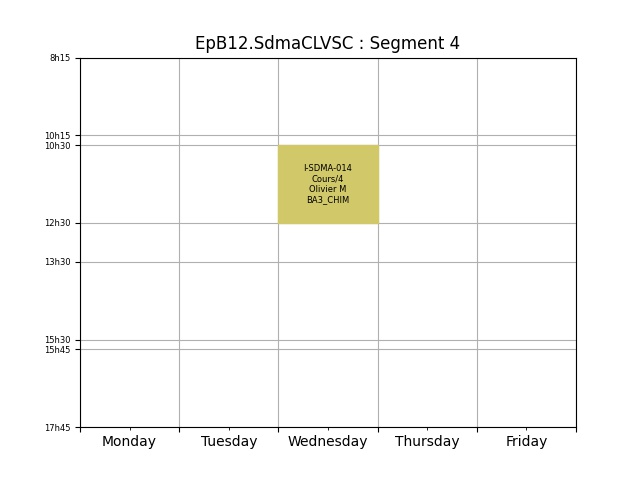 EpB12.SdmaCLVSC : Segment 4
8h15
10h15
10h30
I-SDMA-014
Cours/4
Olivier M
BA3_CHIM
12h30
13h30
15h30
15h45
17h45
Monday Tuesday Wednesday Thursday Friday